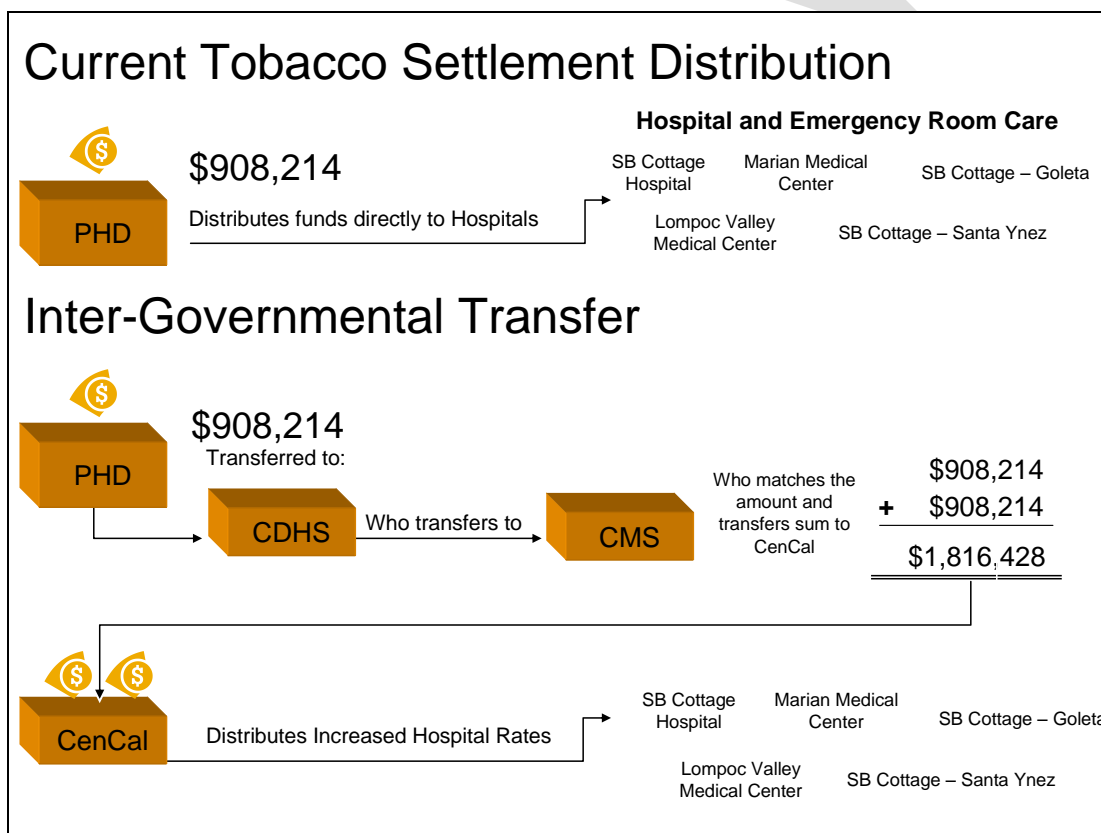 Current Tobacco Settlement Distribution
Hospital and Emergency Room Care
$
PHD
$908,214
Distributes funds directly to Hospitals
SB Cottage
Hospital
Marian Medical
Center
SB Cottage – Goleta
Lompoc Valley
Medical Center
SB Cottage – Santa Ynez
Inter-Governmental Transfer
$
PHD
$908,214
Transferred to:
CDHS
Who transfers to
CMS
Who matches the
amount and
transfers sum to
CenCal
$908,214
+ $908,214
$1,816,428
$ $
CenCal
Distributes Increased Hospital Rates
SB Cottage
Hospital
Marian Medical
Center
SB Cottage – Goleta
Lompoc Valley
Medical Center
SB Cottage – Santa Ynez